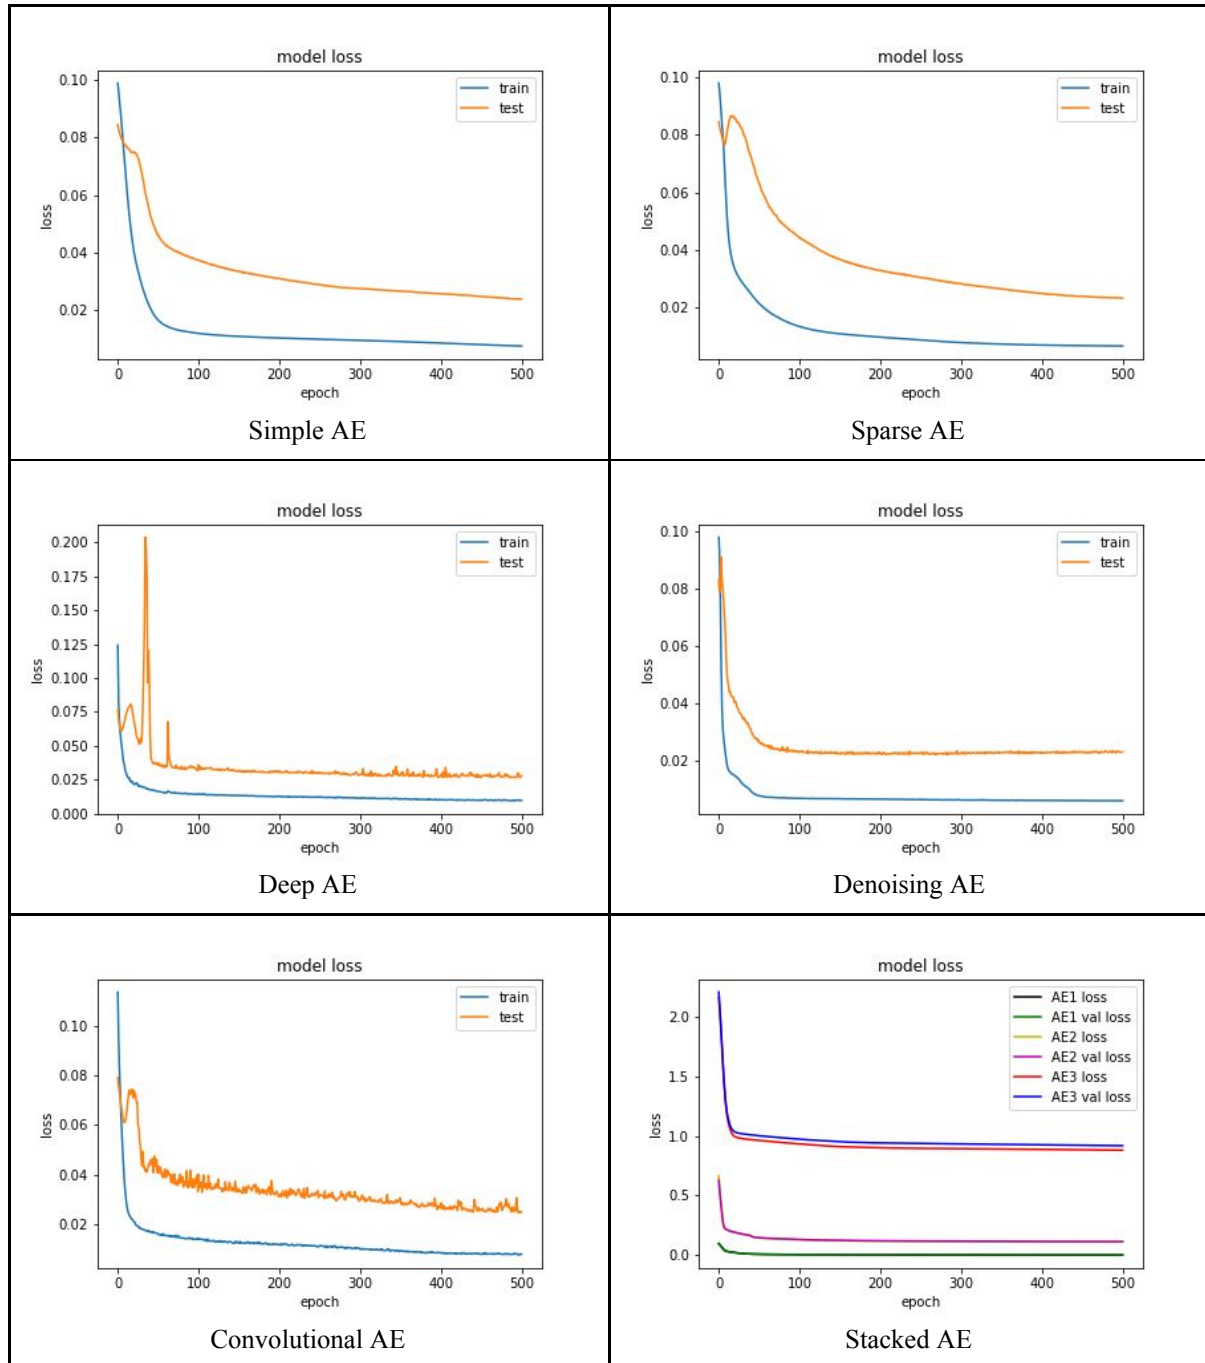 model loss
0.10
0.08
0.06
0.04
0.02
loss
train
test
0 100 200 300 400 500
epoch
Simple AE
model loss
0.10
0.08
0.06
0.04
0.02
loss
train
test
0 100 200 300 400 500
epoch
Sparse AE
model loss
0.200
0.175
0.150
0.125
0.100
0.075
0.050
0.025
0.000
loss
train
test
0 100 200 300 400 500
epoch
Deep AE
model loss
0.10
0.08
0.06
0.04
0.02
loss
train
test
0 100 200 300 400 500
epoch
Denoising AE
model loss
0.10
0.08
0.06
0.04
0.02
loss
train
test
0 100 200 300 400 500
epoch
Convolutional AE
model loss
2.0
1.5
1.0
0.5
0.0
loss
AE1 loss
AE1 val loss
AE2 loss
AE2 val loss
AE3 loss
AE3 val loss
0 100 200 300 400 500
epoch
Stacked AE